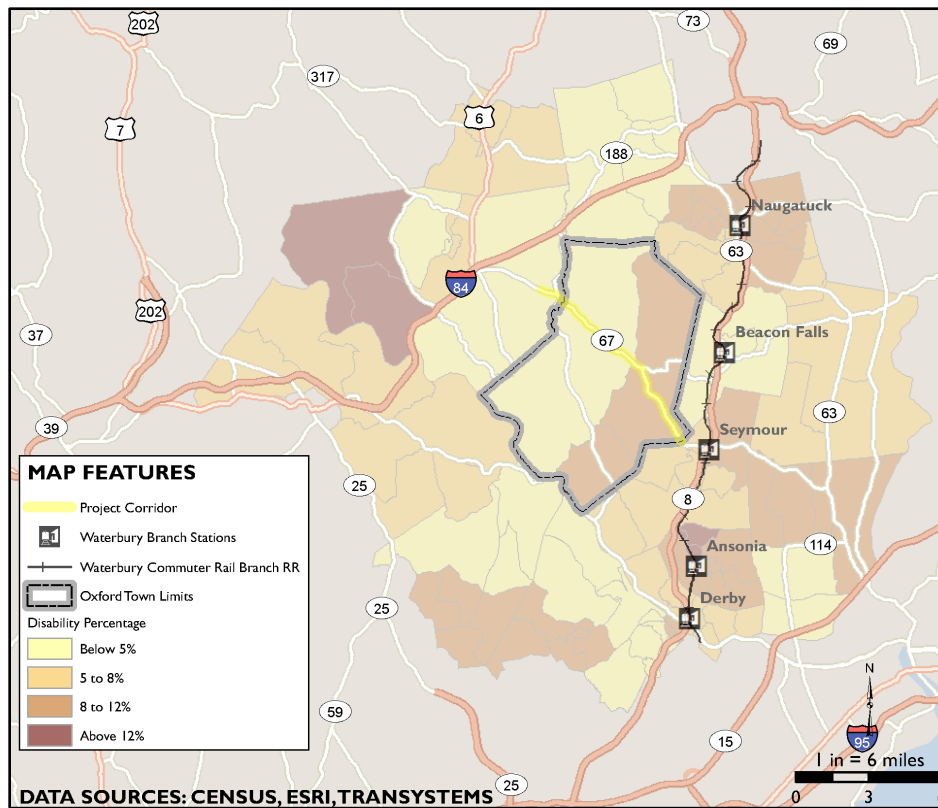 202
73
69
317
6
7
188
Naugatuck
63
84
202
37
67
Beacon Falls
39
63
Seymour
MAP FEATURES
Project Corridor
Waterbury Branch Stations
Waterbury Commuter Rail Branch RR
Oxford Town Limits
Disability Percentage
Below 5%
5 to 8%
8 to 12%
Above 12%
25
8
Ansonia
114
Derby
25
59
15
N
95
1 in = 6 miles
25
0 3
DATA SOURCES: CENSUS, ESRI, TRANSYSTEMS